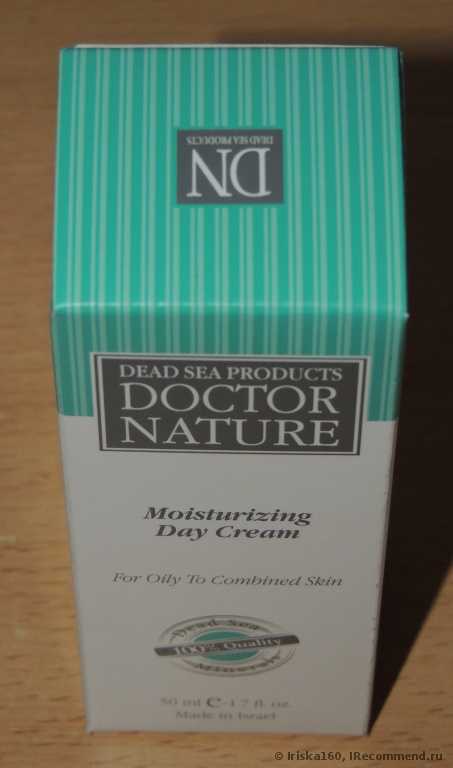 DN
DEAD SEA PRODUCTS
DEAD SEA PRODUCTS
DOCTOR
NATURE
Moisturizing
Day Cream
For Oily To Combined Skin
Dead Sea
100% Quality
Minerals
50 ml e 1.7 fl. oz.
Made in Israel
© Iriska160, IRecommend.ru